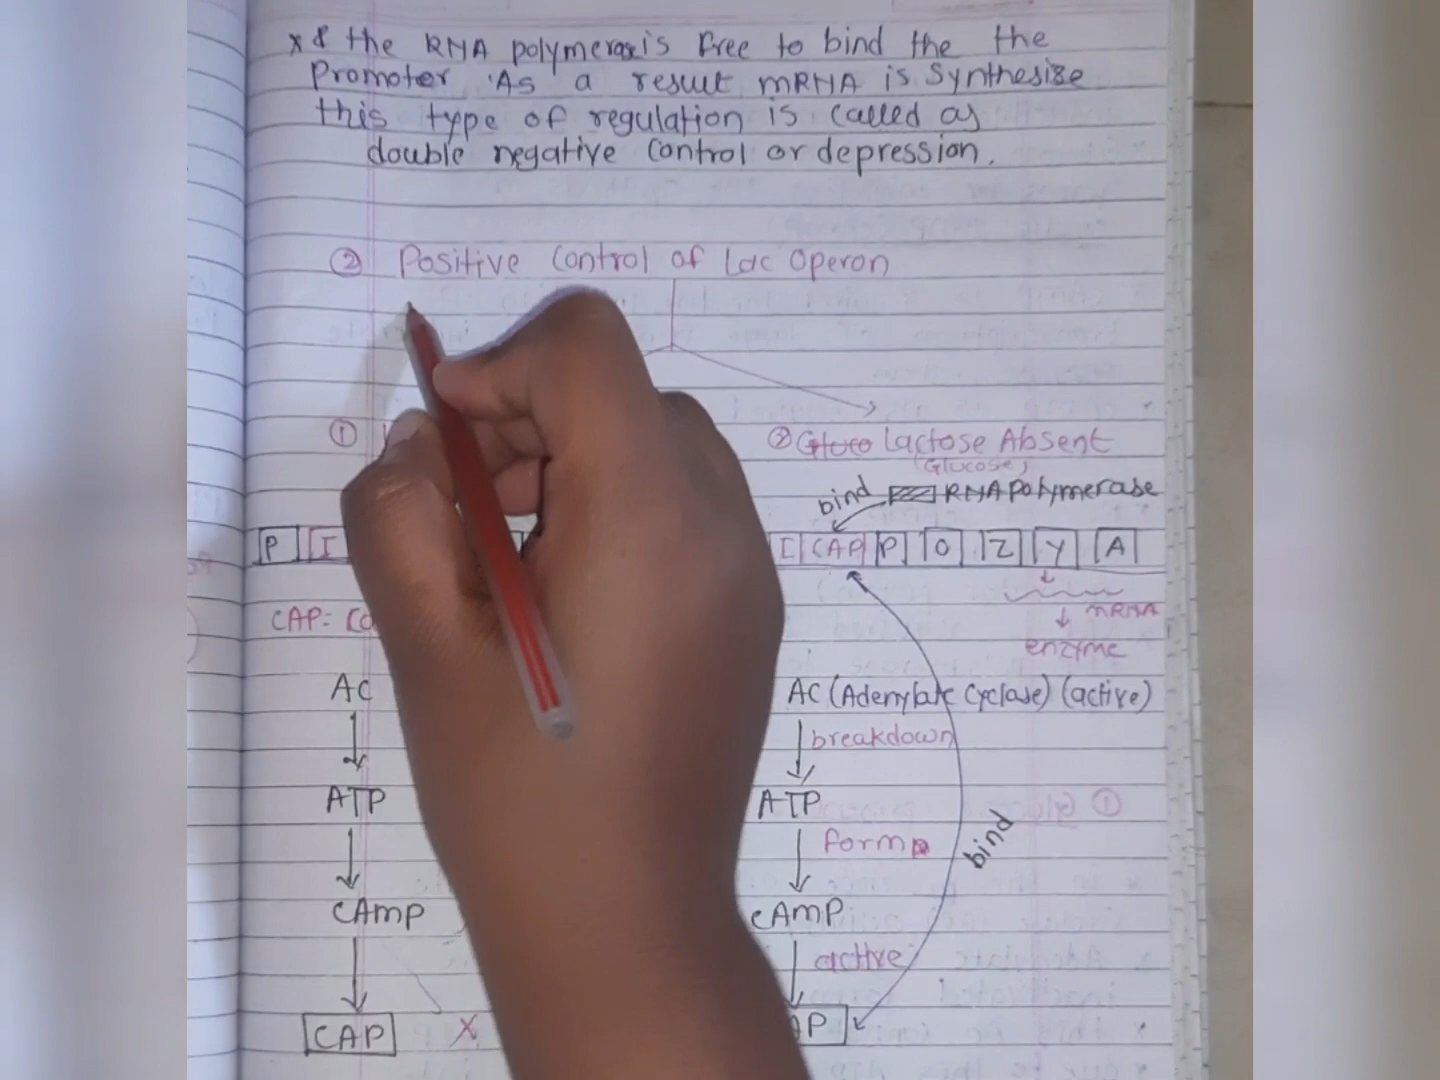 * & the RNA polymerase is free to bind the the
Promoter. As a result mRNA is Synthesize
this type of regulation is called as
double negative control or depression.
② Positive Control of Lac Operon
①
② Gluco Lactose Absent
(Glucose)
bind RNA polymerase
P I
I CAP P O Z Y A
mRNA
enzyme
CAP:
AC
ATP
cAmp
CAP X
AC (Adenylate Cyclase) (active)
breakdown
ATP
form
cAmp
active
AP
bind